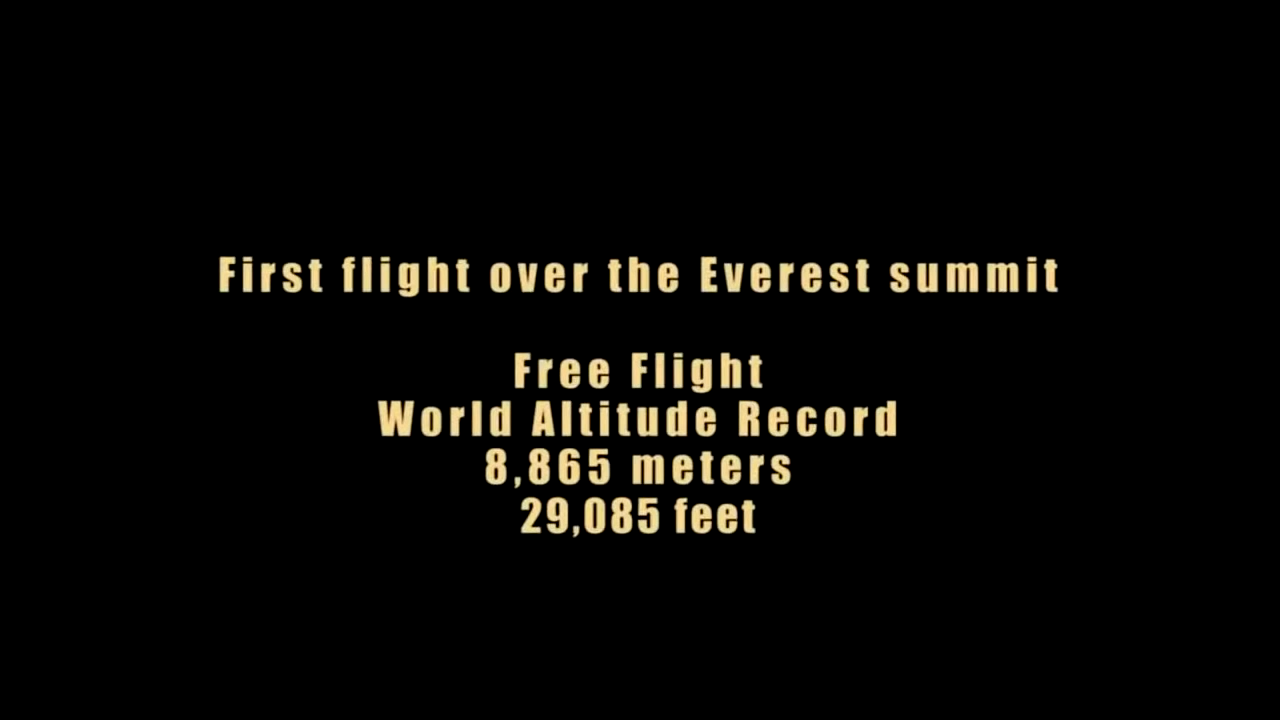 First flight over the Everest summit
Free Flight
World Altitude Record
8,865 meters
29,085 feet